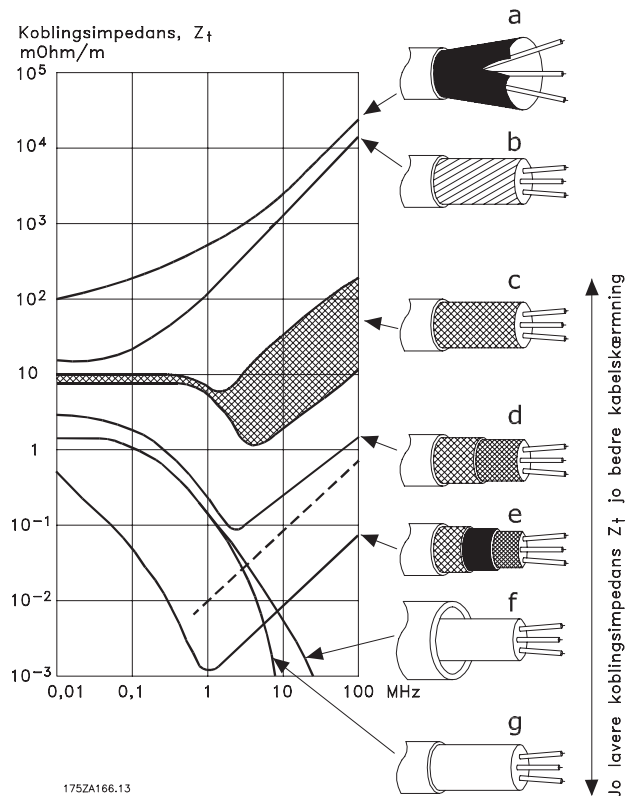 Koblingsimpedans, Zt
mOhm/m
10⁵
10⁴
10³
10²
10
1
10⁻¹
10⁻²
10⁻³
0,01 0,1 1 10 100 MHz
a
b
c
d
e
f
g
Jo lavere koblingsimpedans Zt jo bedre kabelskærmning
175ZA166.13